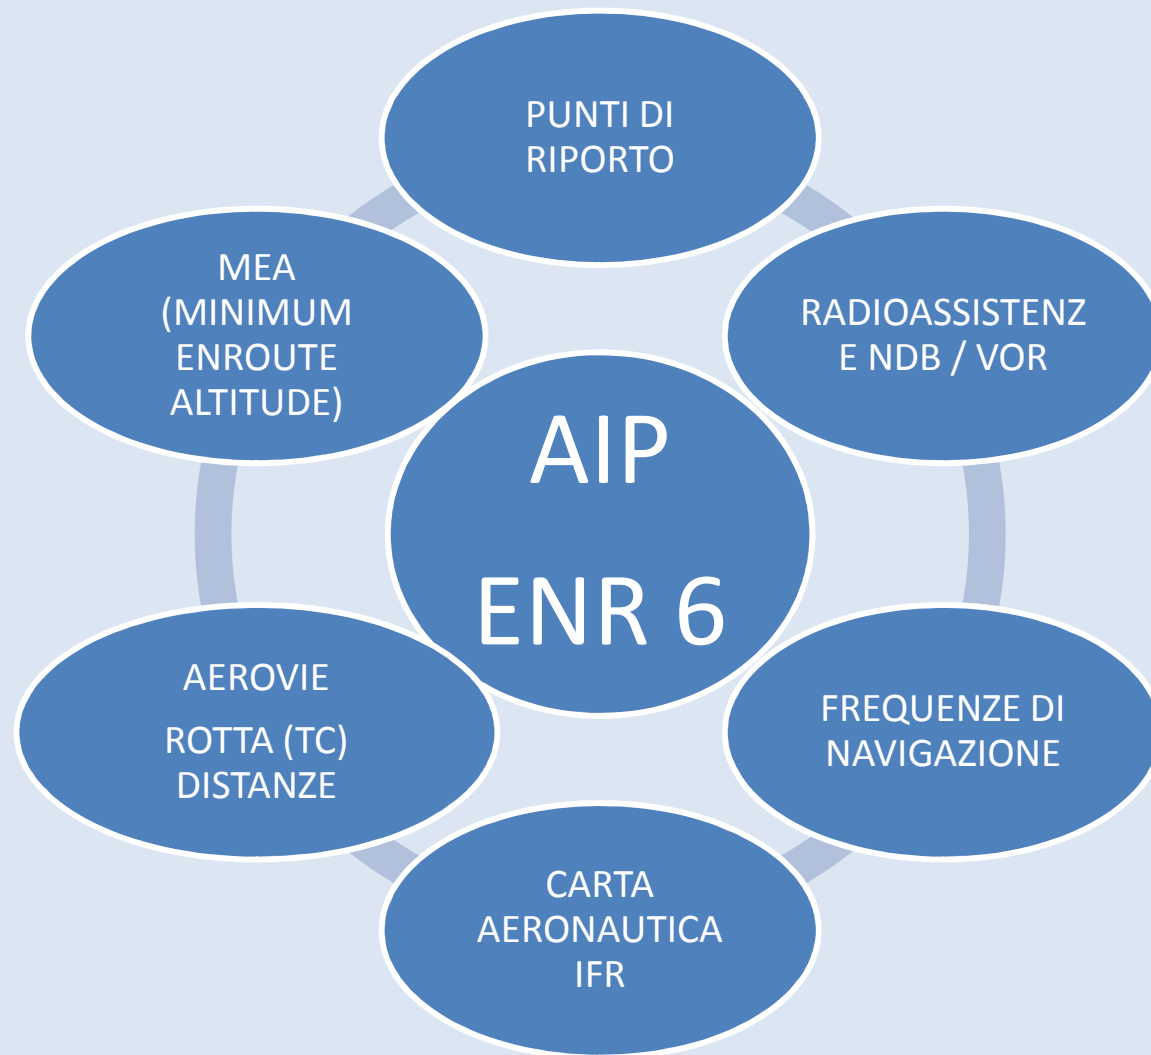 PUNTI DI
RIPORTO
MEA
(MINIMUM
ENROUTE
ALTITUDE)
RADIOASSISTENZ
E NDB / VOR
AIP
ENR 6
AEROVIE
ROTTA (TC)
DISTANZE
FREQUENZE DI
NAVIGAZIONE
CARTA
AERONAUTICA
IFR